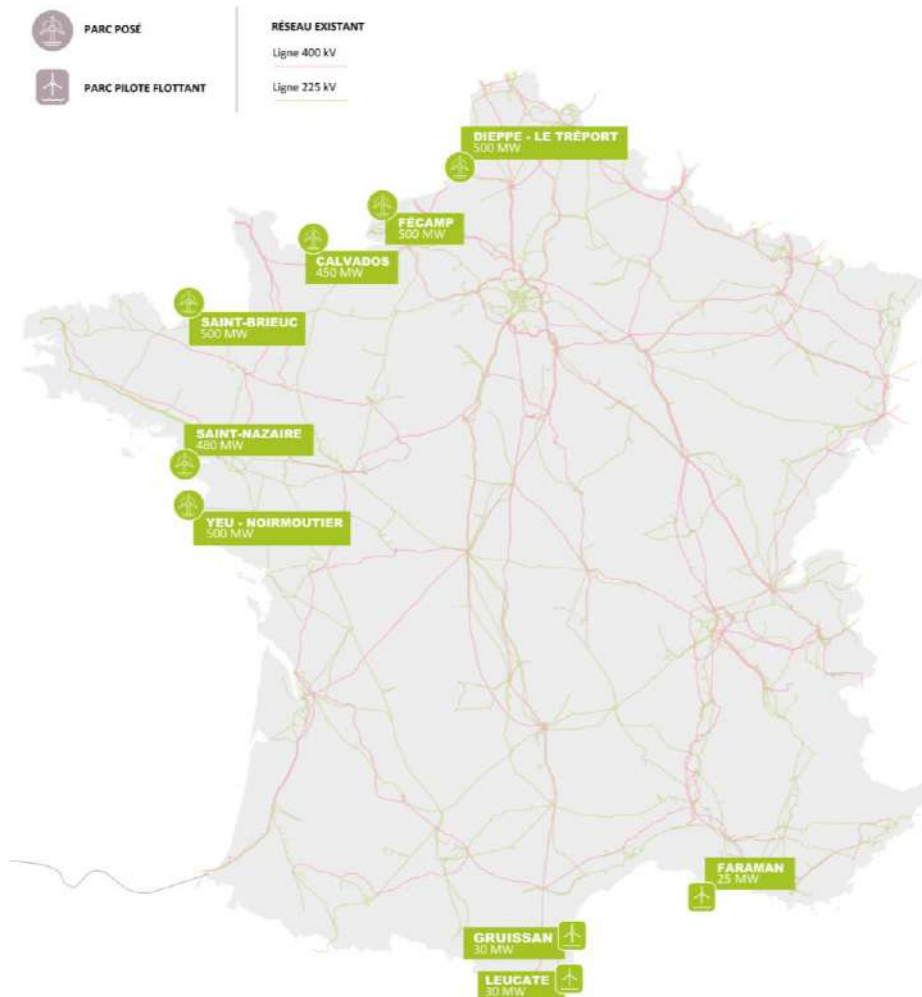 PARC POSÉ
PARC PILOTE FLOTTANT
RÉSEAU EXISTANT
Ligne 400 kV
Ligne 225 kV
DIEPPE - LE TRÉPORT
500 MW
FÉCAMP
500 MW
CALVADOS
450 MW
SAINT-BRIEUC
500 MW
SAINT-NAZAIRE
480 MW
YEU - NOIRMOUTIER
500 MW
FARAMAN
25 MW
GRUISSAN
30 MW
LEUCATE
30 MW